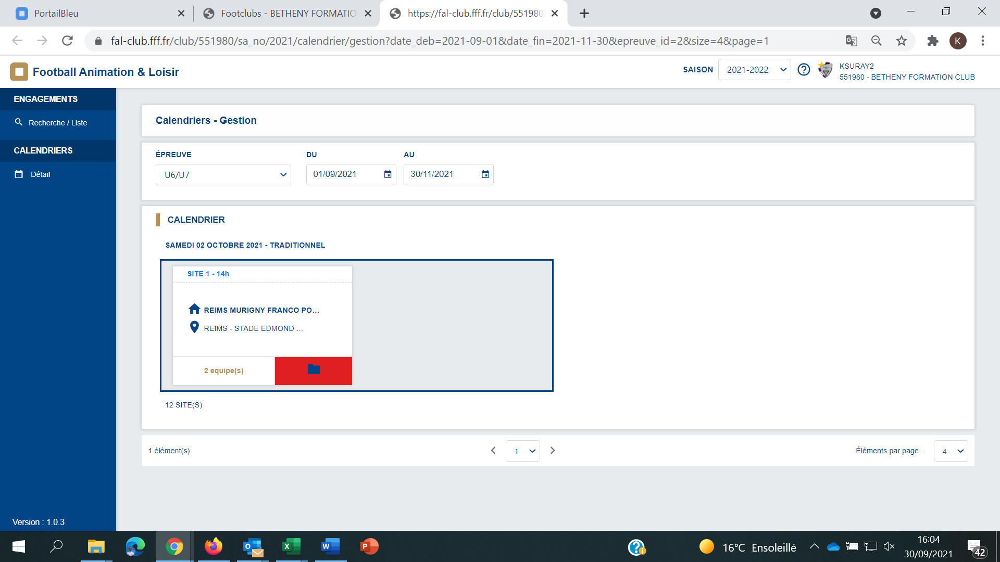 PortailBleu
Footclubs - BETHENY FORMATIO
https://fal-club.fff.fr/club/551980
fal-club.fff.fr/club/551980/sa_no/2021/calendrier/gestion?date_deb=2021-09-01&date_fin=2021-11-30&epreuve_id=2&size=4&page=1
K
Football Animation & Loisir
SAISON
2021-2022
KSURAY2
551980 - BETHENY FORMATION CLUB
ENGAGEMENTS
Recherche / Liste
CALENDRIERS
Détail
Version : 1.0.3
Calendriers - Gestion
ÉPREUVE
DU
AU
U6/U7
01/09/2021
30/11/2021
CALENDRIER
SAMEDI 02 OCTOBRE 2021 - TRADITIONNEL
SITE 1 - 14h
REIMS MURIGNY FRANCO PO...
REIMS - STADE EDMOND ...
2 equipe(s)
12 SITE(S)
1 élément(s)
1
Éléments par page
4
16°C Ensoleillé
16:04
30/09/2021
42